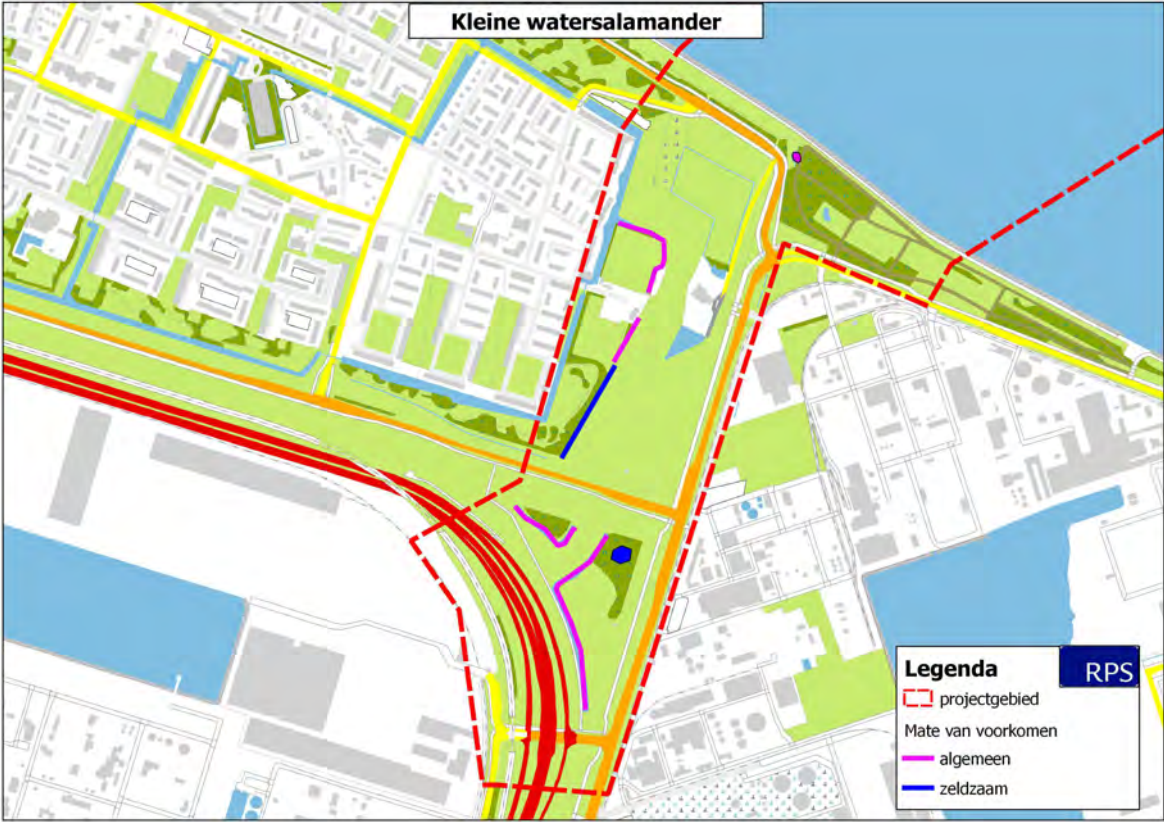 Kleine watersalamander
Legenda
RPS
projectgebied
Mate van voorkomen
algemeen
zeldzaam